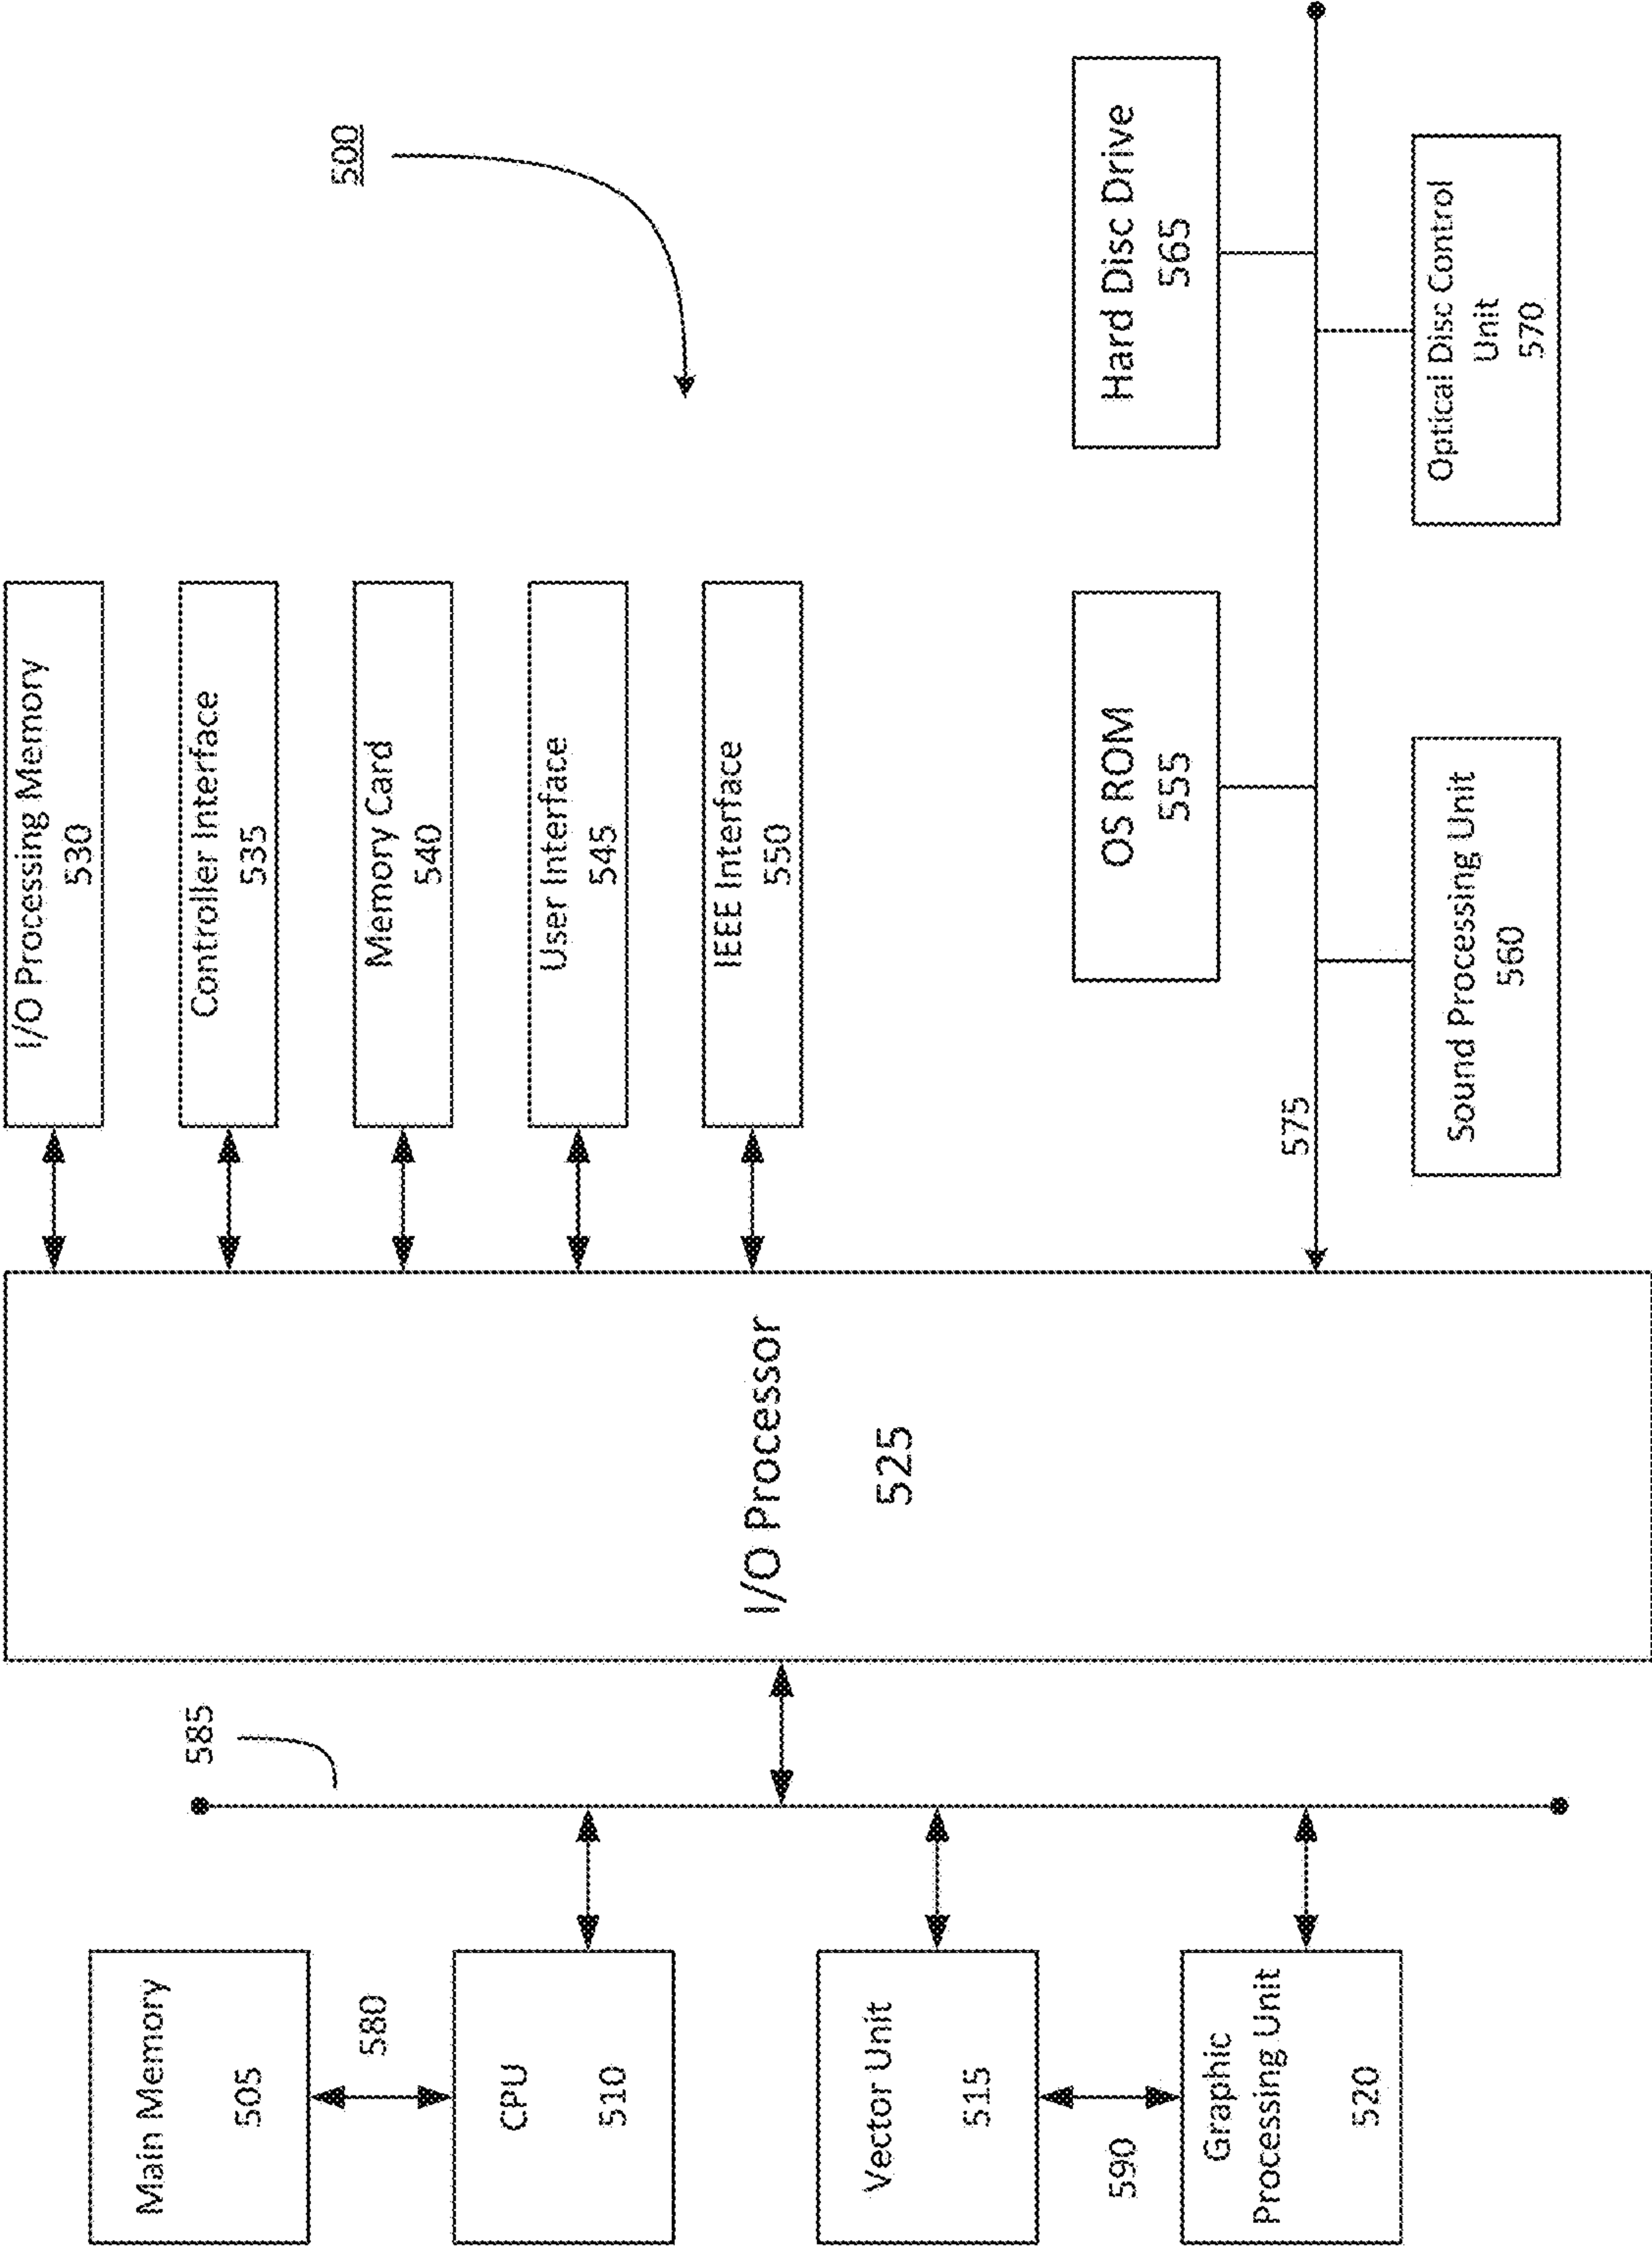 500
Main Memory
505
580
CPU
510
Vector Unit
515
590
Graphic
Processing Unit
520
585
I/O Processor
525
I/O Processing Memory
530
Controller Interface
535
Memory Card
540
User Interface
545
IEEE Interface
550
575
OS ROM
555
Sound Processing Unit
560
Hard Disc Drive
565
Optical Disc Control
Unit
570